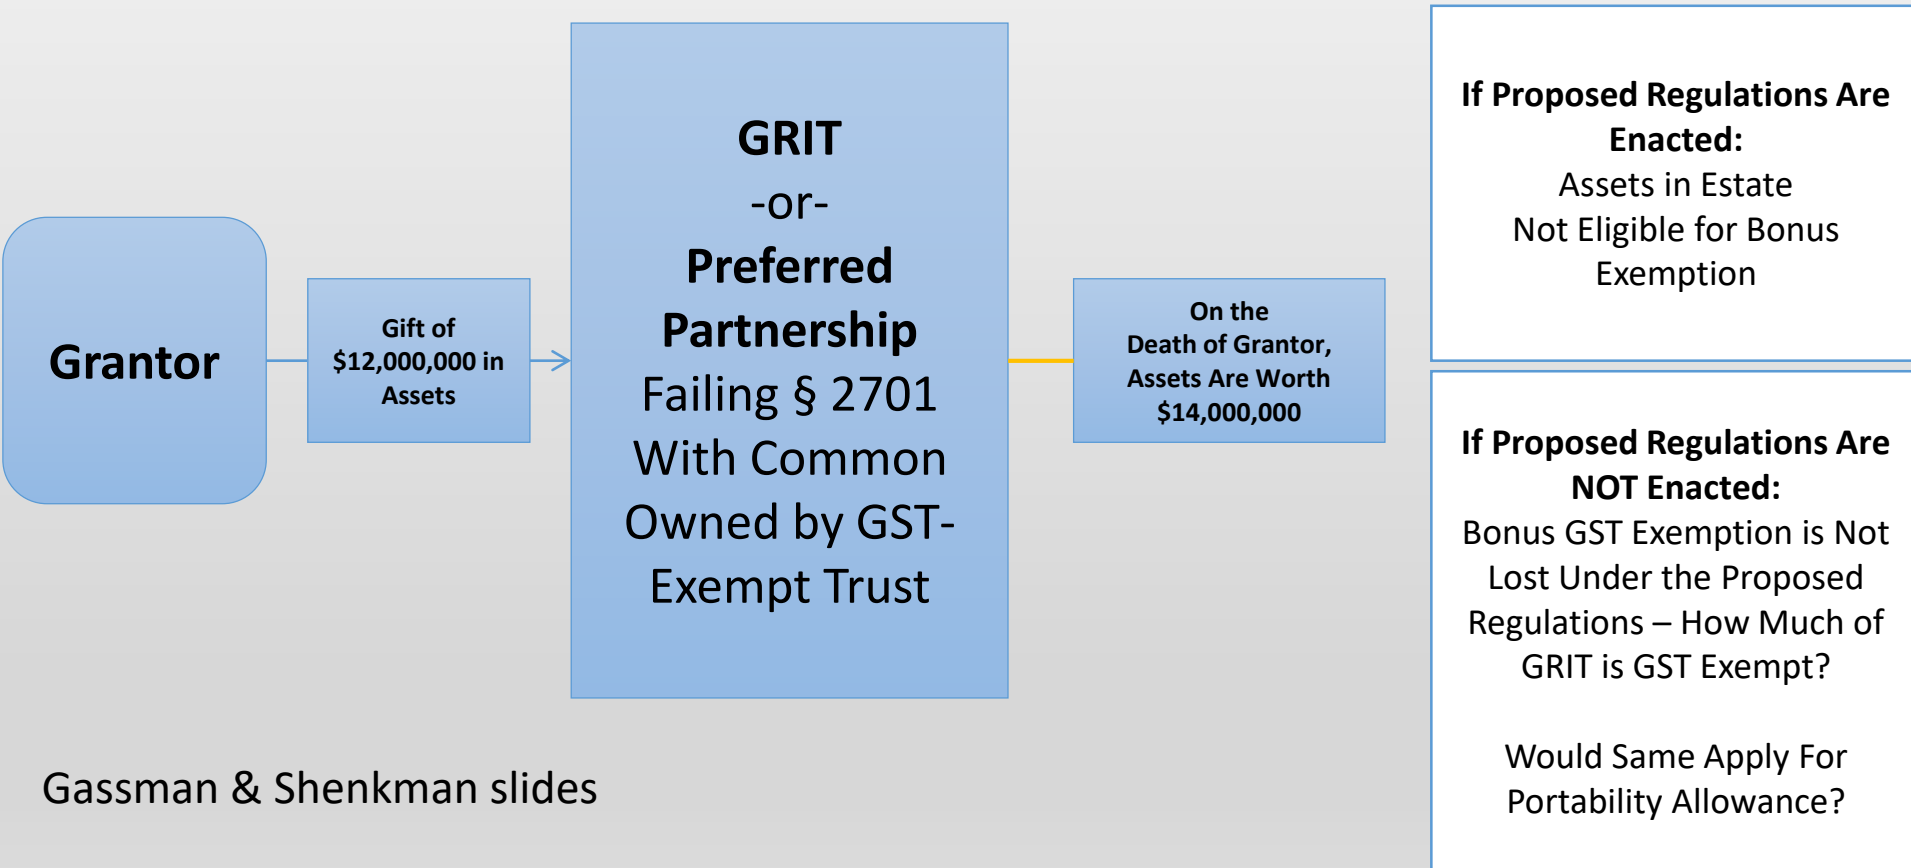 Grantor
Gift of
$12,000,000 in
Assets
GRIT
-or-
Preferred
Partnership
Failing § 2701
With Common
Owned by GST-
Exempt Trust
On the
Death of Grantor,
Assets Are Worth
$14,000,000
If Proposed Regulations Are
Enacted:
Assets in Estate
Not Eligible for Bonus
Exemption
If Proposed Regulations Are
NOT Enacted:
Bonus GST Exemption is Not
Lost Under the Proposed
Regulations – How Much of
GRIT is GST Exempt?
Would Same Apply For
Portability Allowance?
Gassman & Shenkman slides